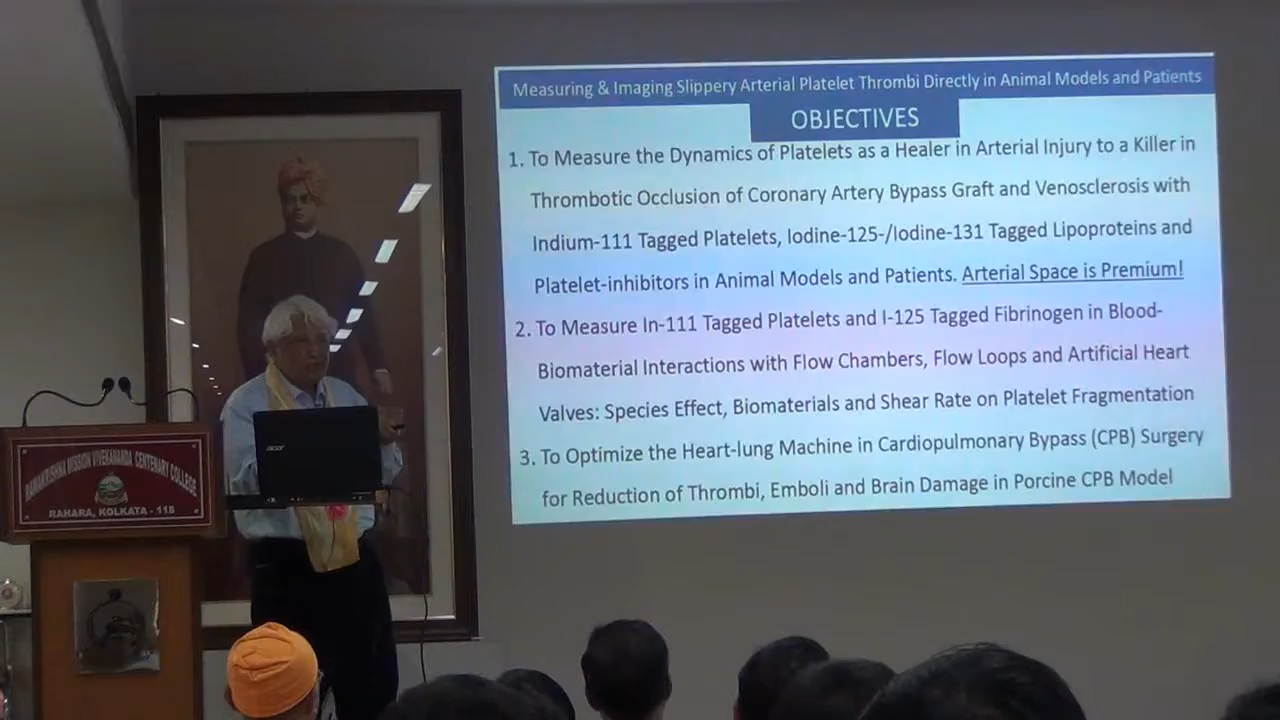 Measuring & Imaging Slippery Arterial Platelet Thrombi Directly in Animal Models and Patients
OBJECTIVES
1. To Measure the Dynamics of Platelets as a Healer in Arterial Injury to a Killer in
Thrombotic Occlusion of Coronary Artery Bypass Graft and Venosclerosis with
Indium-111 Tagged Platelets, Iodine-125-/Iodine-131 Tagged Lipoproteins and
Platelet-inhibitors in Animal Models and Patients. Arterial Space is Premium!
2. To Measure In-111 Tagged Platelets and I-125 Tagged Fibrinogen in Blood-
Biomaterial Interactions with Flow Chambers, Flow Loops and Artificial Heart
Valves: Species Effect, Biomaterials and Shear Rate on Platelet Fragmentation
3. To Optimize the Heart-lung Machine in Cardiopulmonary Bypass (CPB) Surgery
for Reduction of Thrombi, Emboli and Brain Damage in Porcine CPB Model
acer
RAMAKRISHNA MISSION VIVEKANANDA CENTENARY COLLEGE
RAHARA, KOLKATA - 118